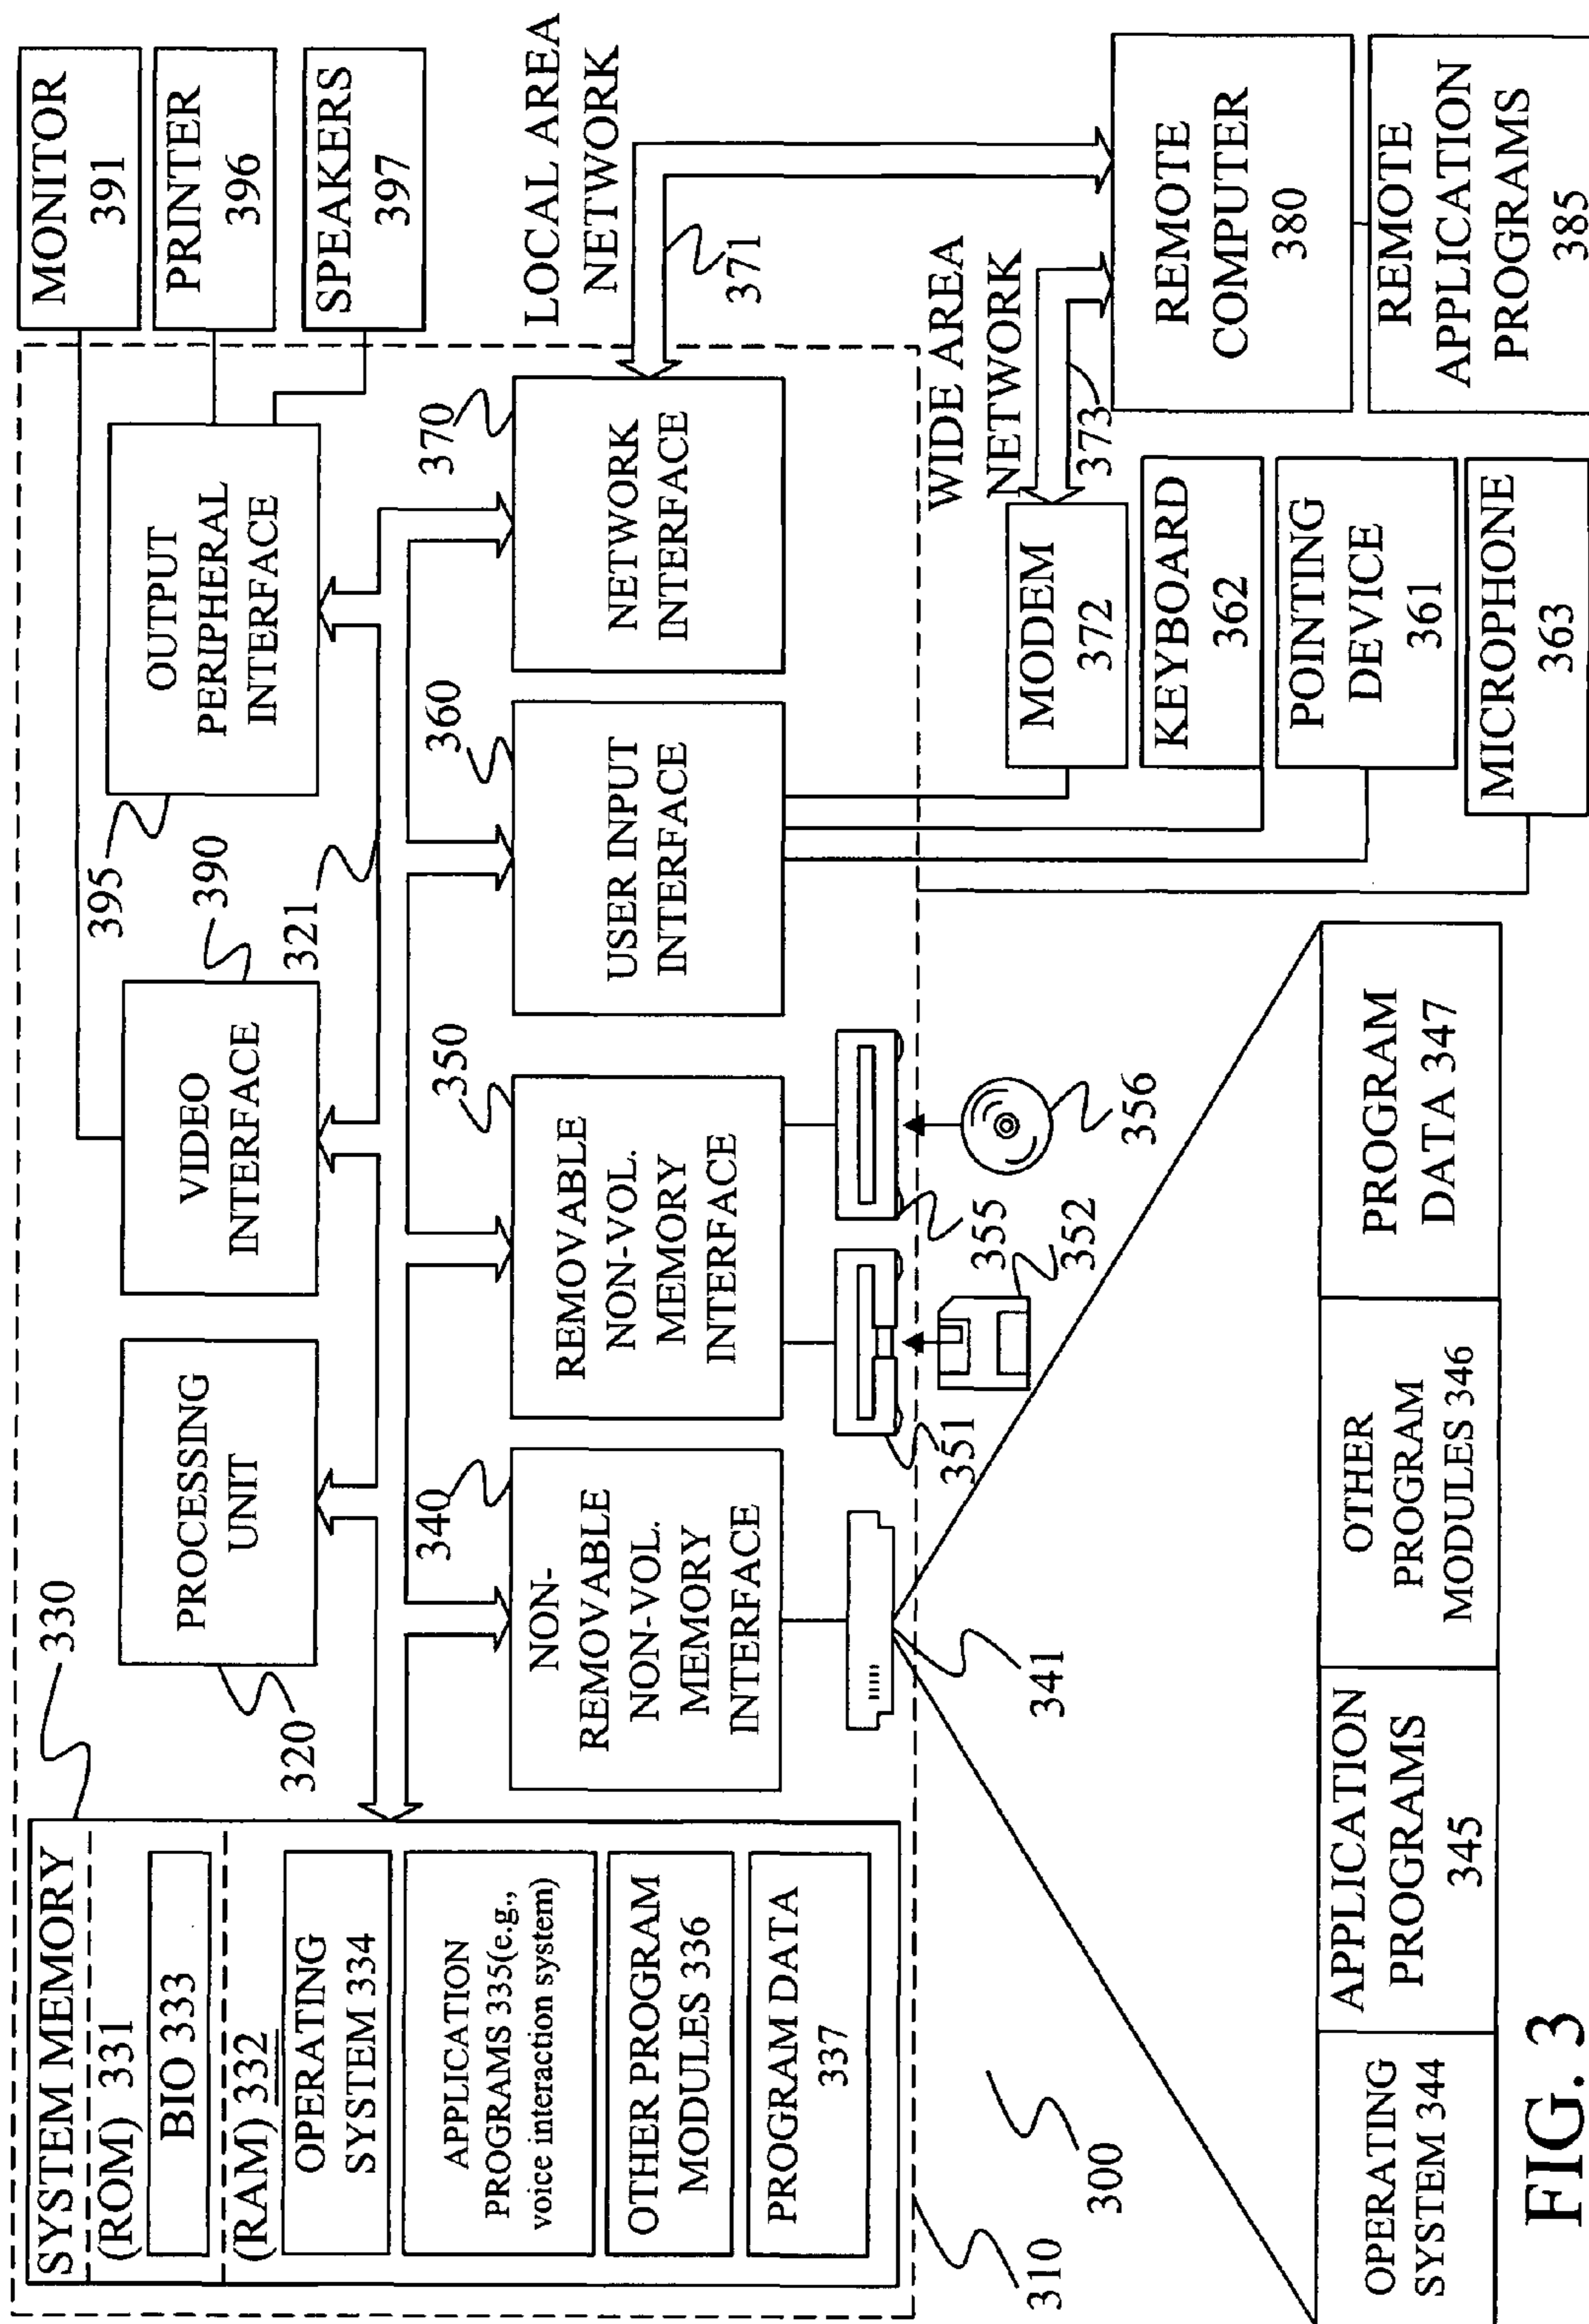 SYSTEM MEMORY
(ROM) 331
BIO 333
(RAM) 332
OPERATING
SYSTEM 334
APPLICATION
PROGRAMS 335(e.g.,
voice interaction system)
OTHER PROGRAM
MODULES 336
PROGRAM DATA
337
330
PROCESSING
UNIT
320
VIDEO
INTERFACE
390
OUTPUT
PERIPHERAL
INTERFACE
395
321
MONITOR
391
PRINTER
396
SPEAKERS
397
NON-
REMOVABLE
NON-VOL.
MEMORY
INTERFACE
340
REMOVABLE
NON-VOL.
MEMORY
INTERFACE
350
USER INPUT
INTERFACE
360
NETWORK
INTERFACE
370
LOCAL AREA
NETWORK
371
341
351
352
355
356
WIDE AREA
NETWORK
373
MODEM
372
KEYBOARD
362
POINTING
DEVICE
361
MICROPHONE
363
REMOTE
COMPUTER
380
REMOTE
APPLICATION
PROGRAMS
385
310
300
OPERATING
SYSTEM 344
APPLICATION
PROGRAMS
345
OTHER
PROGRAM
MODULES 346
PROGRAM
DATA 347
FIG. 3